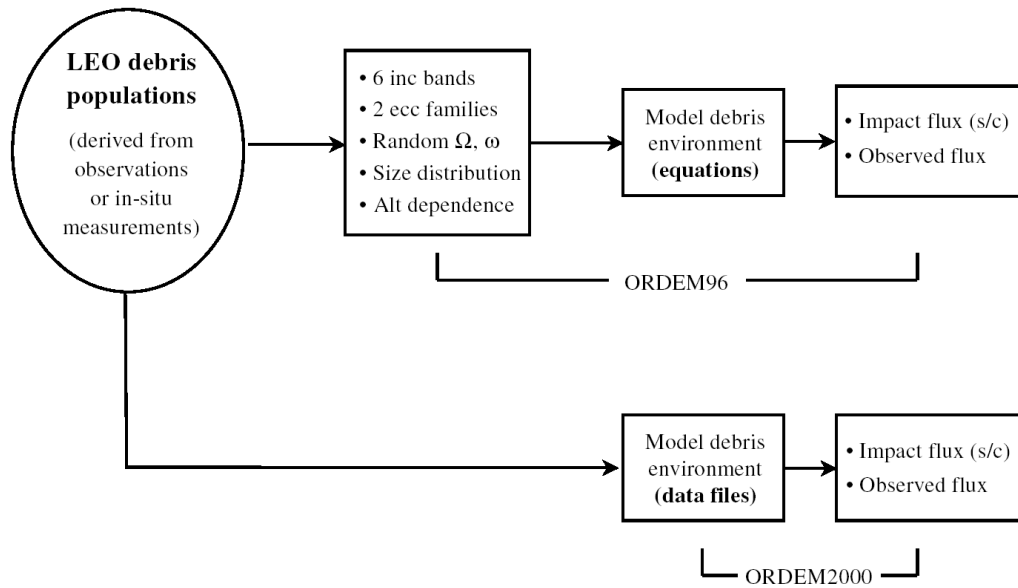 LEO debris
populations
(derived from
observations
or in-situ
measurements)
• 6 inc bands
• 2 ecc families
• Random Ω, ω
• Size distribution
• Alt dependence
Model debris
environment
(equations)
• Impact flux (s/c)
• Observed flux
ORDEM96
Model debris
environment
(data files)
• Impact flux (s/c)
• Observed flux
ORDEM2000